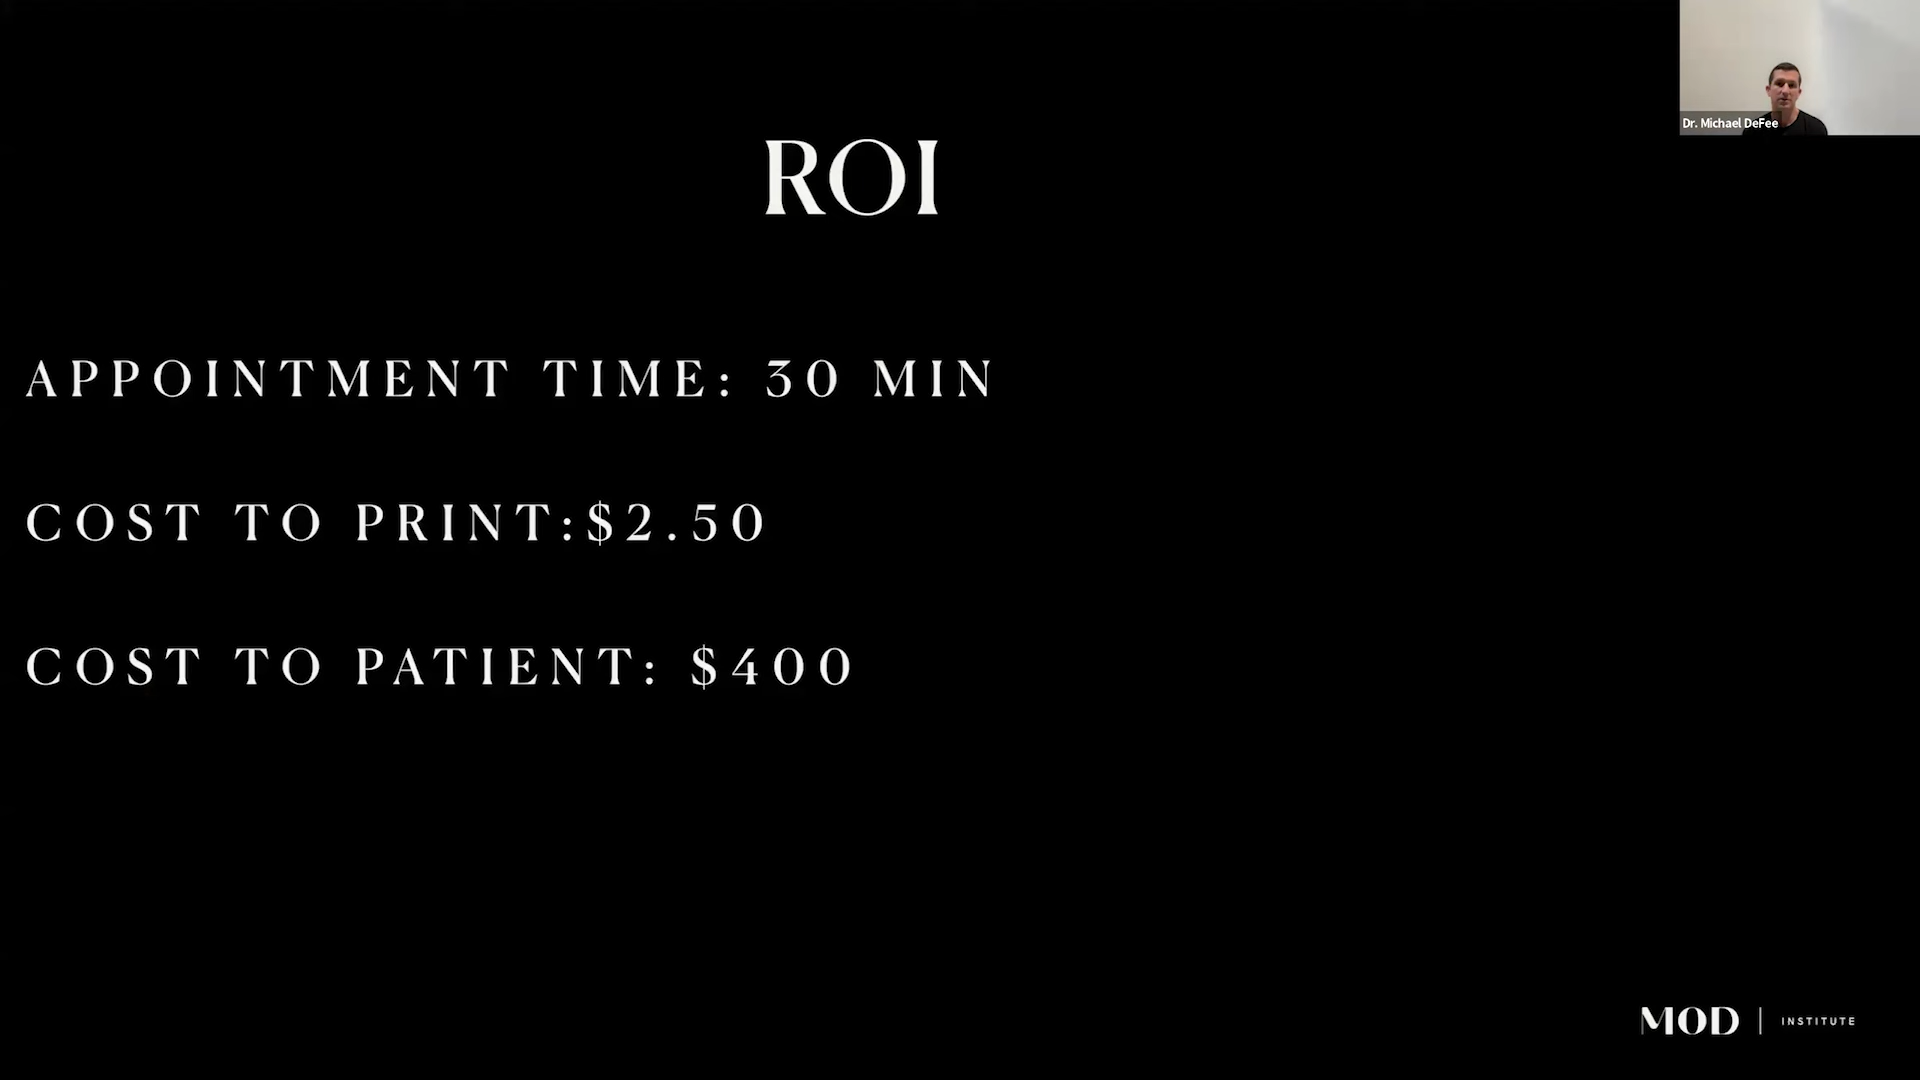 Dr. Michael DeFee
ROI
APPOINTMENT TIME: 30 MIN
COST TO PRINT:$2.50
COST TO PATIENT: $400
MOD | INSTITUTE